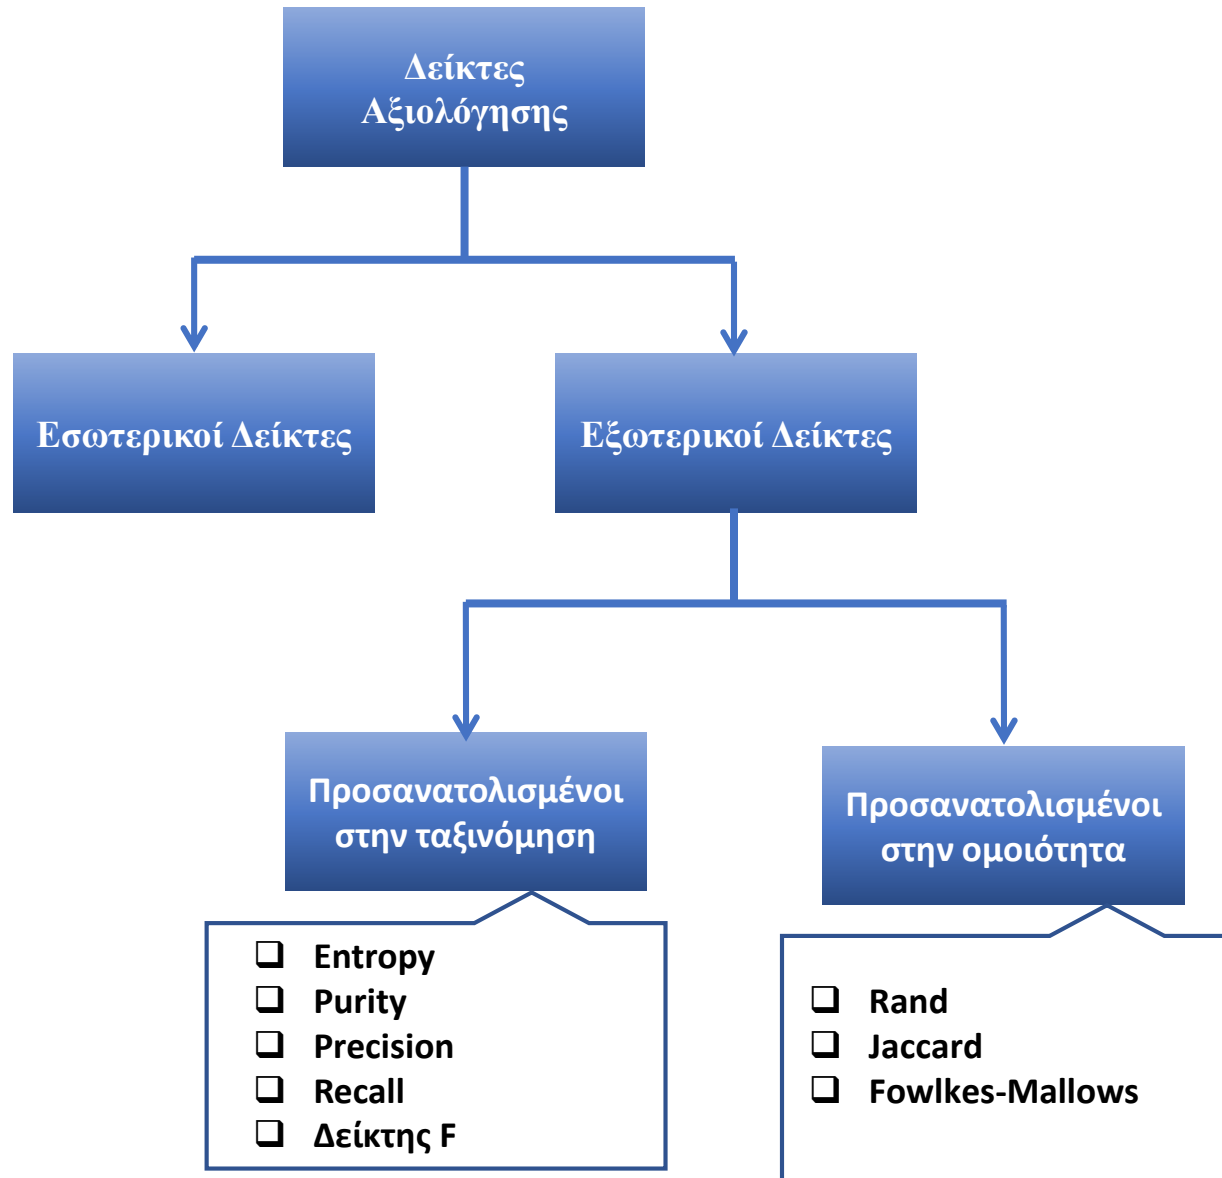 Δείκτες
Αξιολόγησης
Εσωτερικοί Δείκτες
Εξωτερικοί Δείκτες
Προσανατολισμένοι
στην ταξινόμηση
Προσανατολισμένοι
στην ομοιότητα
Entropy
Purity
Precision
Recall
Δείκτης F
Rand
Jaccard
Fowlkes-Mallows